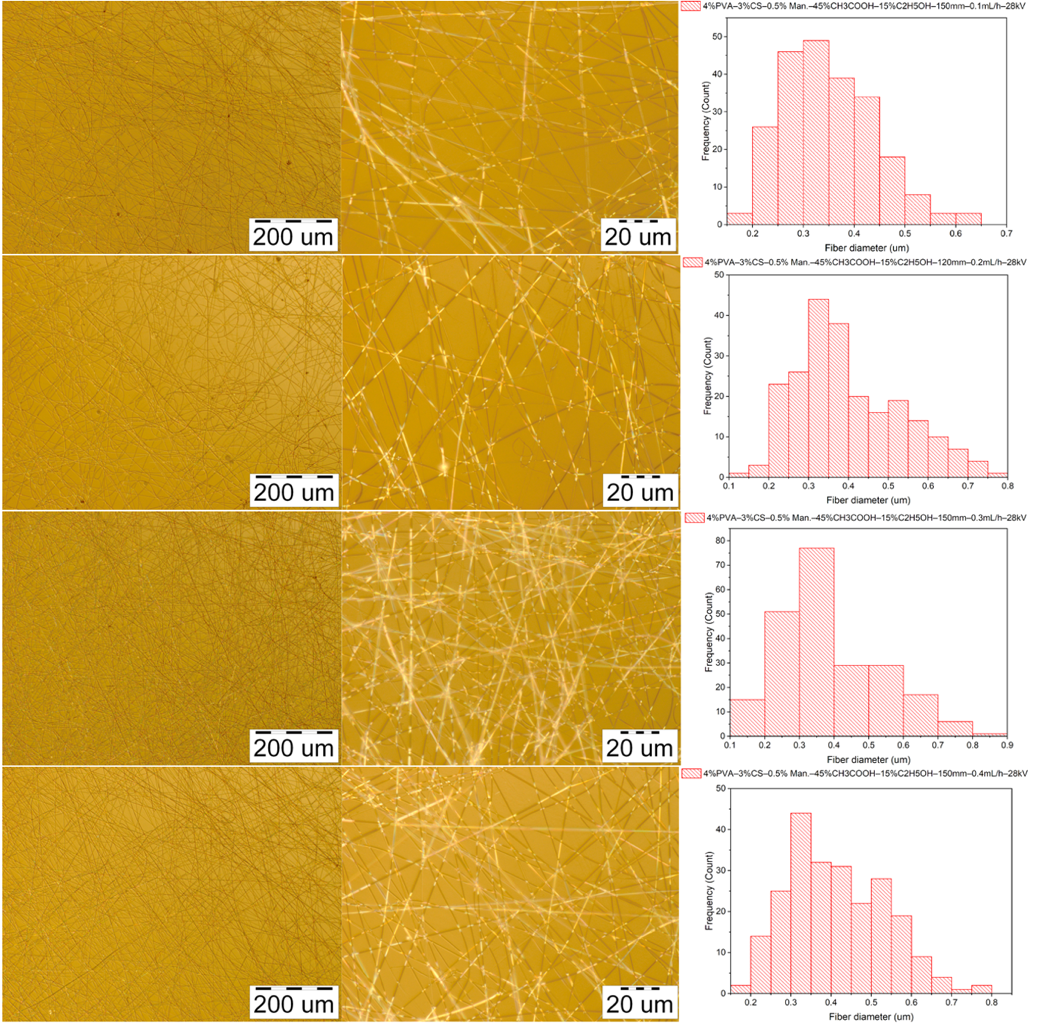 4%PVA–3%CS–0.5% Man.–45%CH3COOH–15%C2H5OH–150mm–0.1mL/h–28kV
50
40
30
20
10
0
Frequency (Count)
0.2 0.3 0.4 0.5 0.6 0.7
Fiber diameter (um)
200 um
20 um
4%PVA–3%CS–0.5% Man.–45%CH3COOH–15%C2H5OH–120mm–0.2mL/h–28kV
50
40
30
20
10
0
Frequency (Count)
0.1 0.2 0.3 0.4 0.5 0.6 0.7 0.8
Fiber diameter (um)
200 um
20 um
4%PVA–3%CS–0.5% Man.–45%CH3COOH–15%C2H5OH–150mm–0.3mL/h–28kV
80
70
60
50
40
30
20
10
0
Frequency (Count)
0.1 0.2 0.3 0.4 0.5 0.6 0.7 0.8 0.9
Fiber diameter (um)
200 um
20 um
4%PVA–3%CS–0.5% Man.–45%CH3COOH–15%C2H5OH–150mm–0.4mL/h–28kV
50
40
30
20
10
0
Frequency (Count)
0.2 0.3 0.4 0.5 0.6 0.7 0.8
Fiber diameter (um)
200 um
20 um